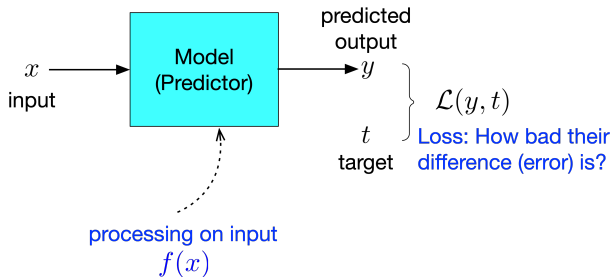 predicted
output
Model
(Predictor)
x
y
input
L(y, t)
t
target
Loss: How bad their
difference (error) is?
processing on input
f(x)